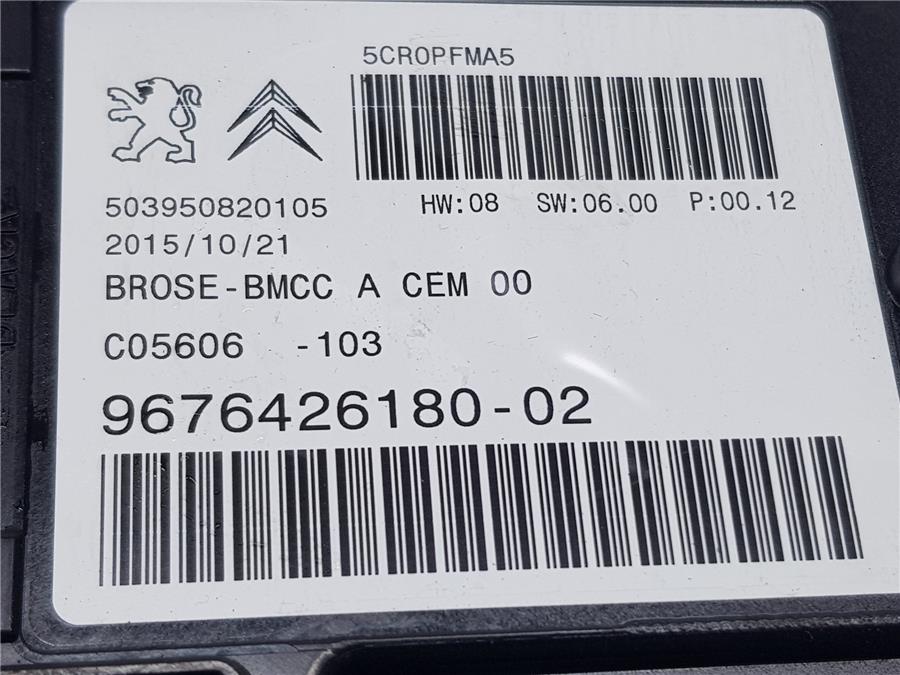 5CR0PFMA5
503950820105 HW:08 SW:06.00 P:00.12
2015/10/21
BROSE-BMCC A CEM 00
C05606 -103
9676426180-02